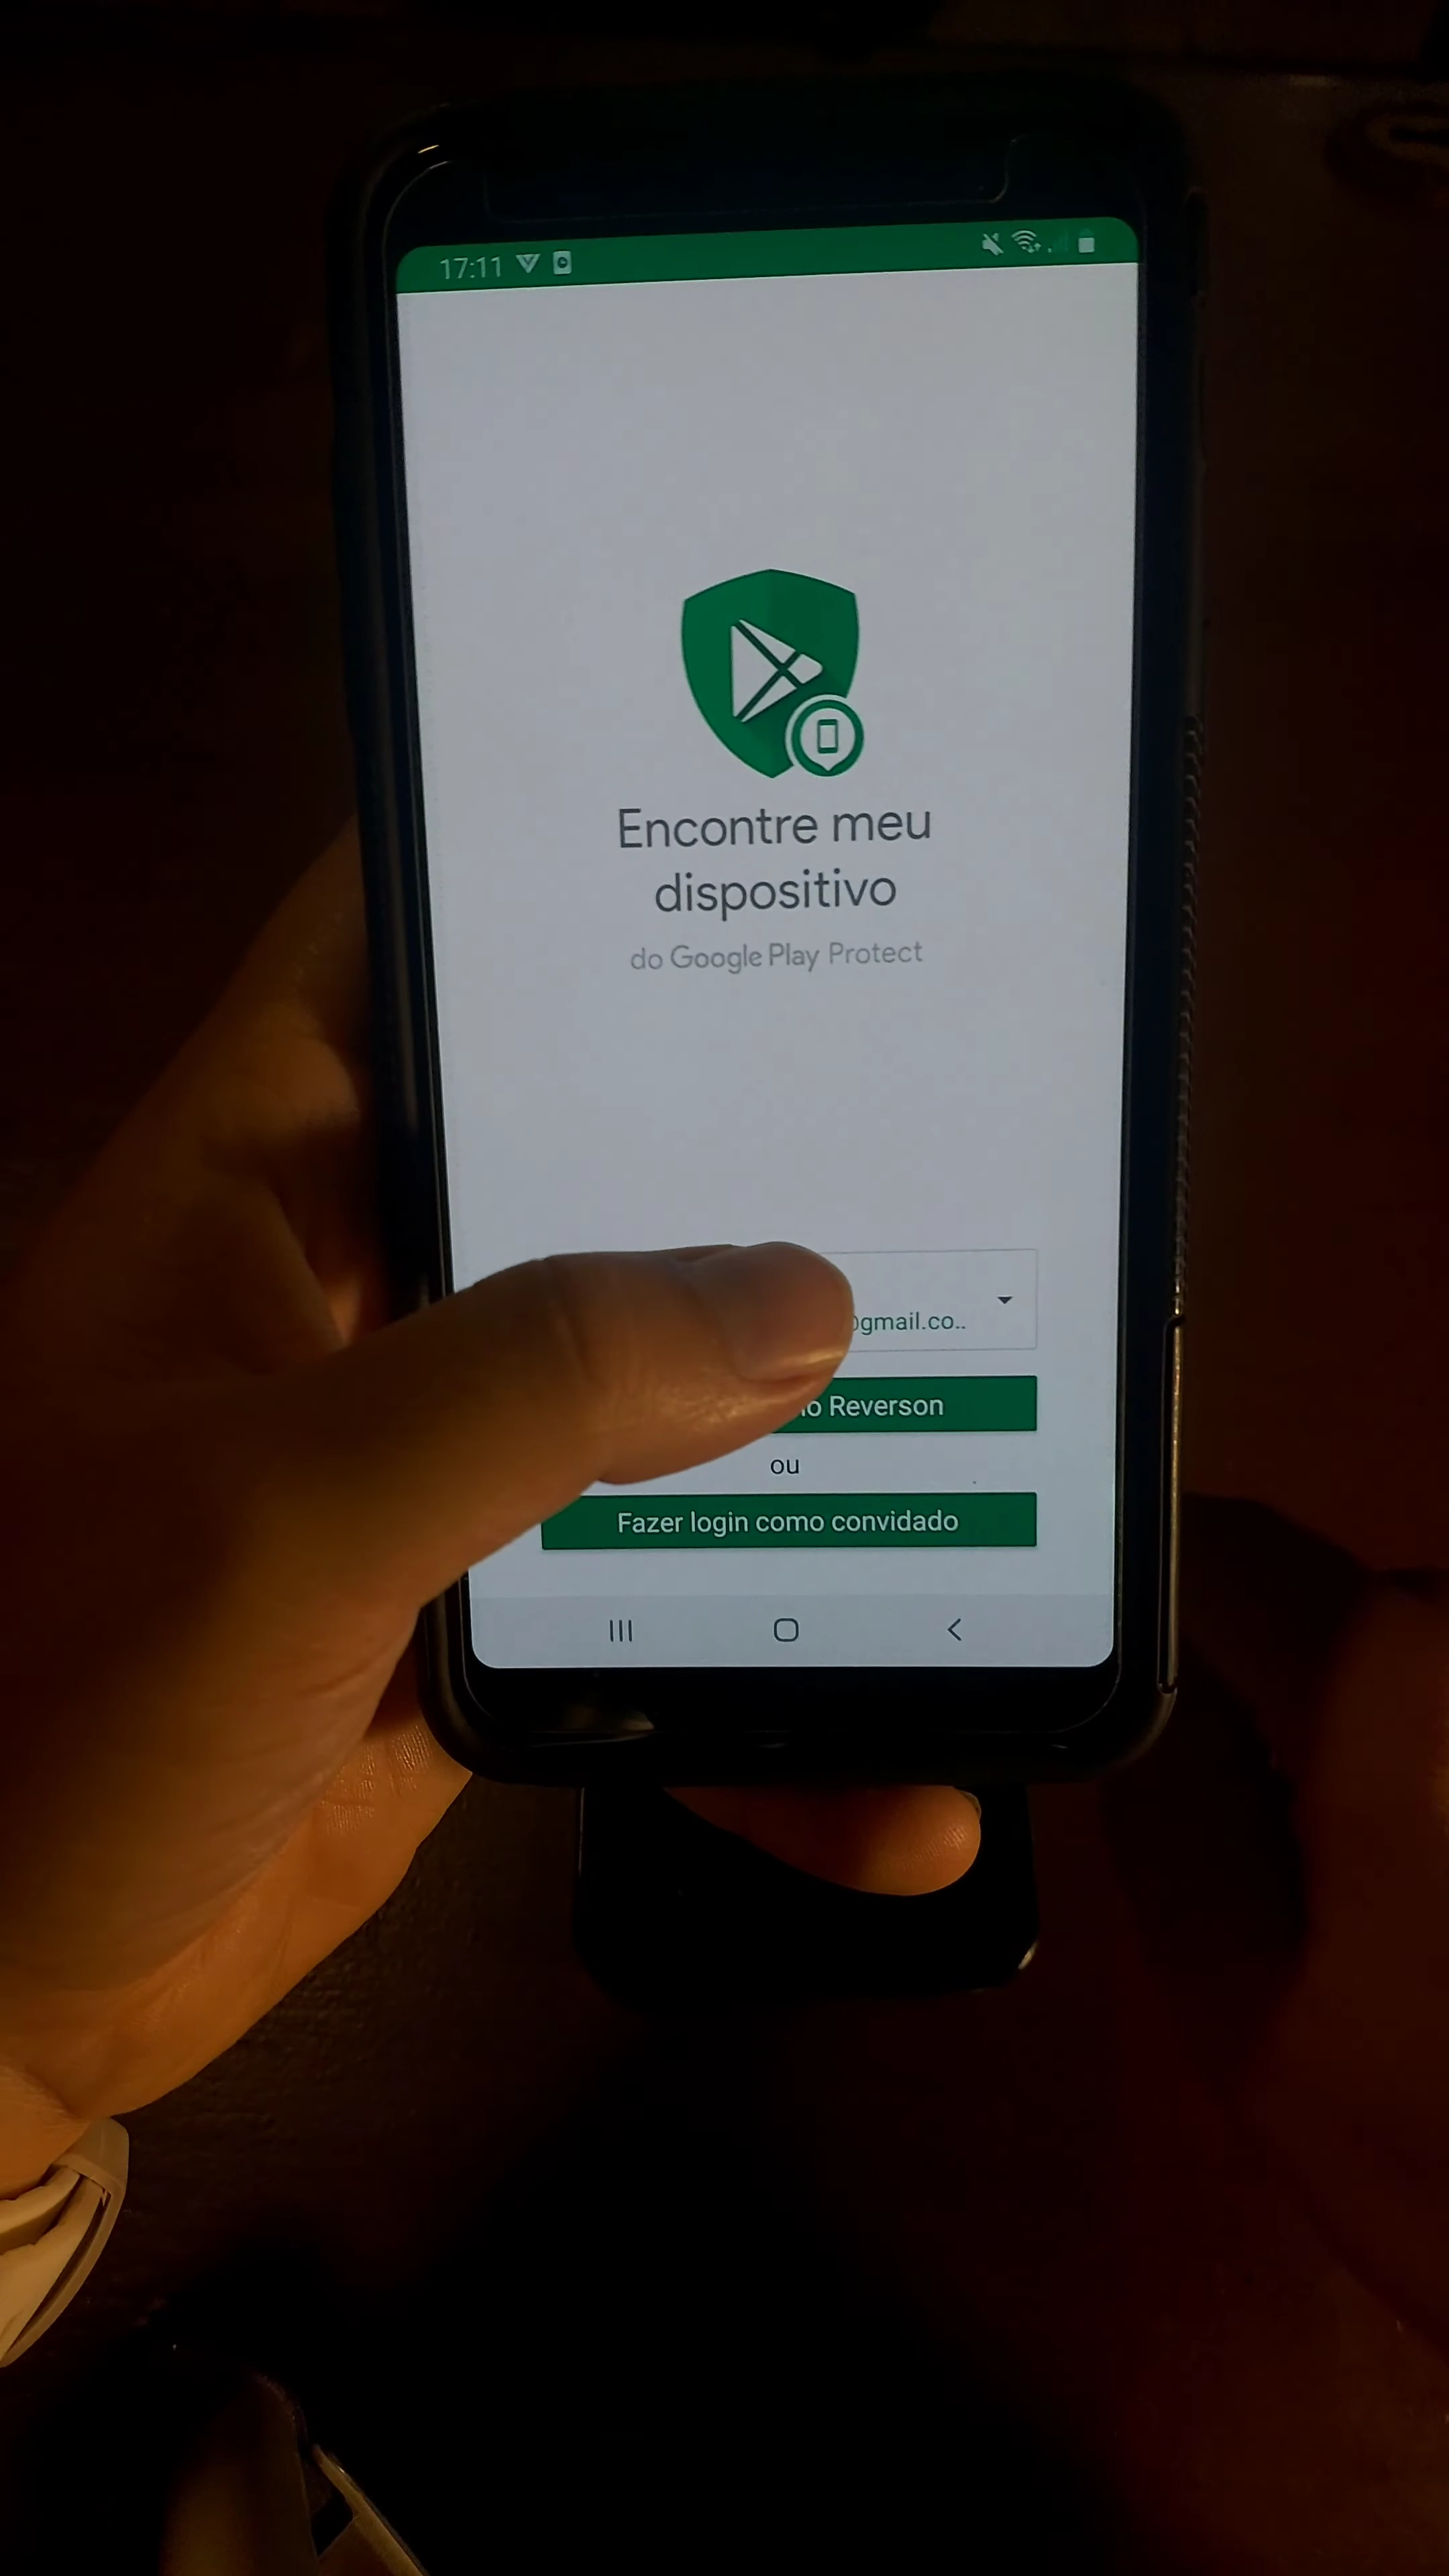 17:11
Encontre meu
dispositivo
do Google Play Protect
@gmail.co..
Reverson
ou
Fazer login como convidado